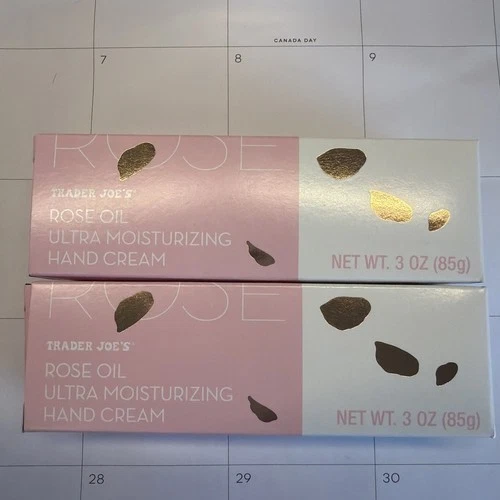 CANADA DAY
7
8
9
ROSE
TRADER JOE'S
ROSE OIL
ULTRA MOISTURIZING
HAND CREAM
NET WT. 3 OZ (85g)
ROSE
TRADER JOE'S
ROSE OIL
ULTRA MOISTURIZING
HAND CREAM
NET WT. 3 OZ (85g)
28
29
30